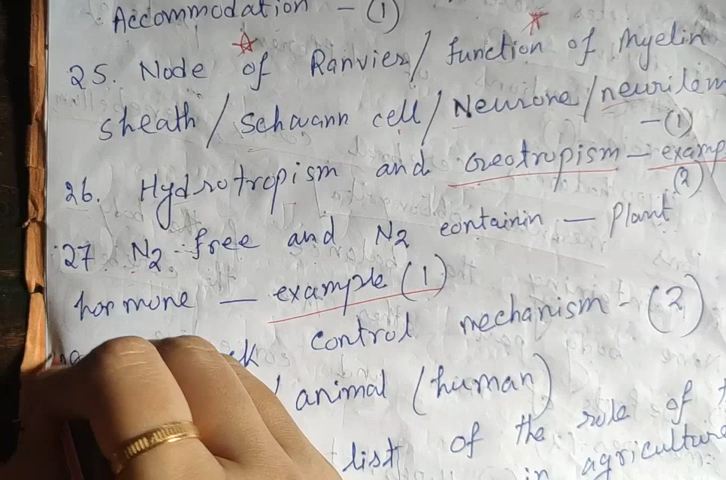 Accommodation - (1)
25. Node of Ranvier / function of Myelin
sheath / Schwann cell / Neurone / neurilem
- (1)
26. Hydrotropism and Geotropism - examp
(2)
27. N2 free and N2 containin - Plant
hormone - example (1)
control mechanism - (2)
animal (human)
list of the role of
in agriculture